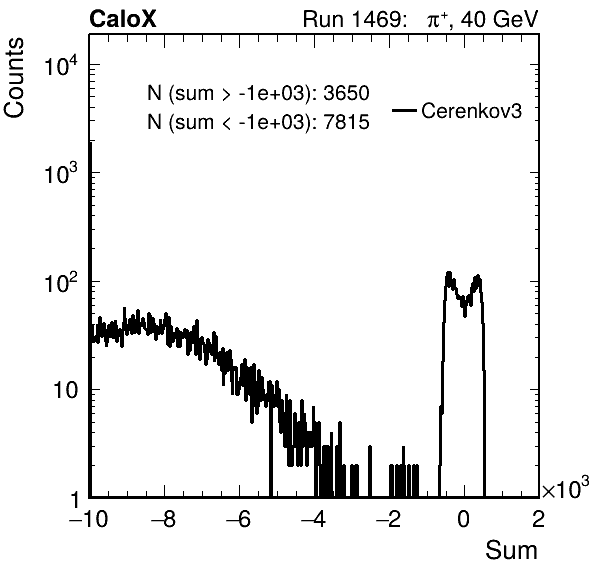 CaloX Run 1469: π⁺, 40 GeV
Counts
10⁴
N (sum > -1e+03): 3650
N (sum < -1e+03): 7815
Cerenkov3
10³
10²
10
1
−10 −8 −6 −4 −2 0 2
×10³
Sum